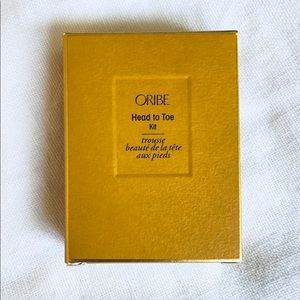 ORIBE
Head to Toe
Kit
trousse
beauté de la tête
aux pieds